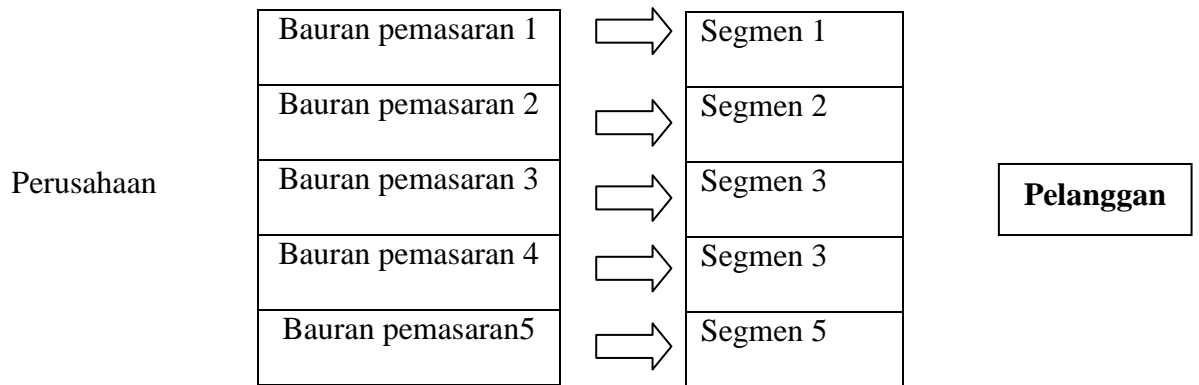 Bauran pemasaran 1
Segmen 1
Bauran pemasaran 2
Segmen 2
Perusahaan
Bauran pemasaran 3
Segmen 3
Pelanggan
Bauran pemasaran 4
Segmen 3
Bauran pemasaran5
Segmen 5